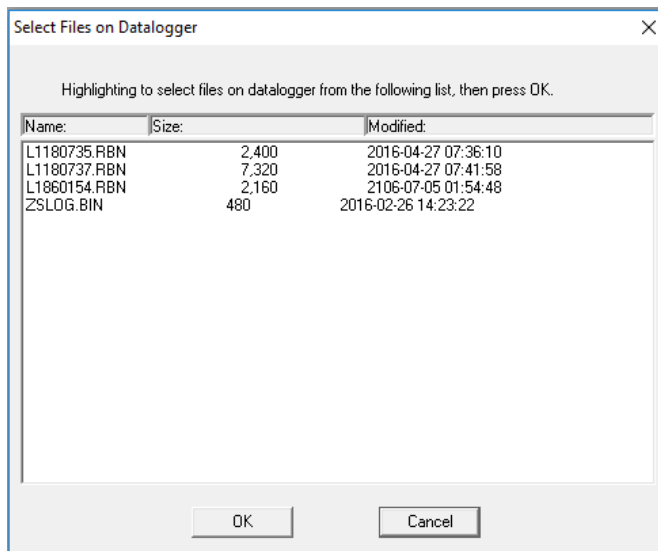 Select Files on Datalogger
Highlighting to select files on datalogger from the following list, then press OK.
Name: Size: Modified:
L1180735.RBN 2,400 2016-04-27 07:36:10
L1180737.RBN 7,320 2016-04-27 07:41:58
L1860154.RBN 2,160 2106-07-05 01:54:48
ZSLOG.BIN 480 2016-02-26 14:23:22
OK Cancel